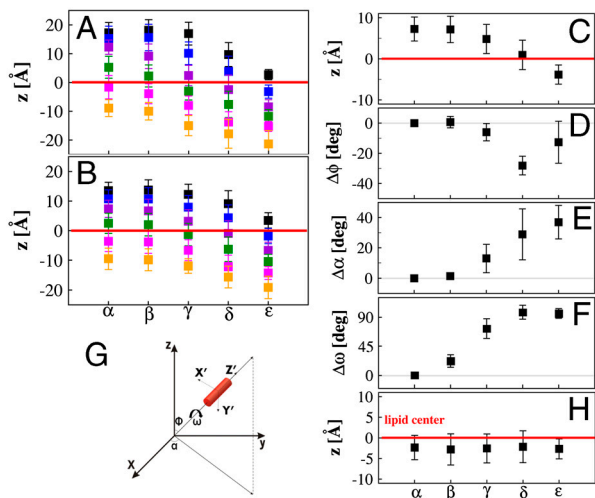 A
z [Å]
20
10
0
-10
-20
B
z [Å]
20
10
0
-10
-20
α β γ δ ε
G
z
X′ Z′
Y′
Φ ω
α
x
y
C
z [Å]
10
0
10
D
Δϕ [deg]
0
-20
-40
E
Δα [deg]
40
20
0
F
Δω [deg]
90
45
0
H
lipid center
z [Å]
5
0
-5
-10
α β γ δ ε